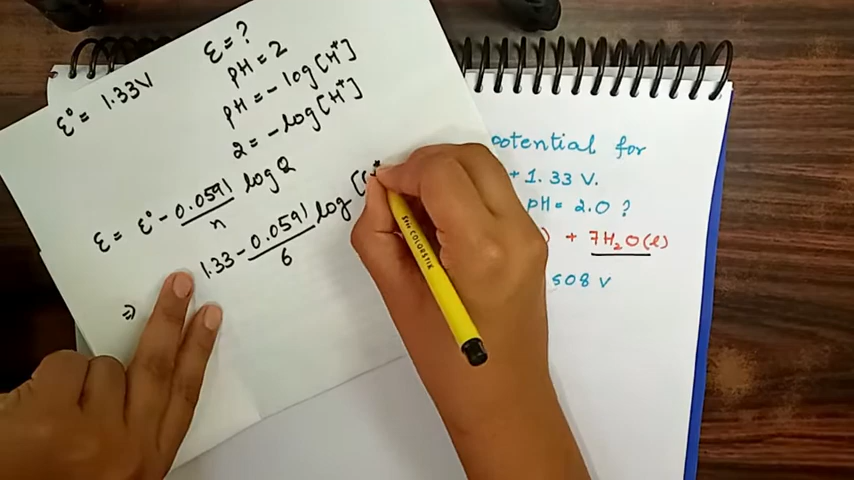 ε° = 1.33V
ε = ?
pH = 2
pH = - log [H⁺]
2 = - log [H⁺]
ε = ε° - 0.0591/n log Q
⇒ 1.33 - 0.0591/6 log [C
potential for
+ 1.33 V.
pH = 2.0 ?
+ 7H₂O(l)
508 V